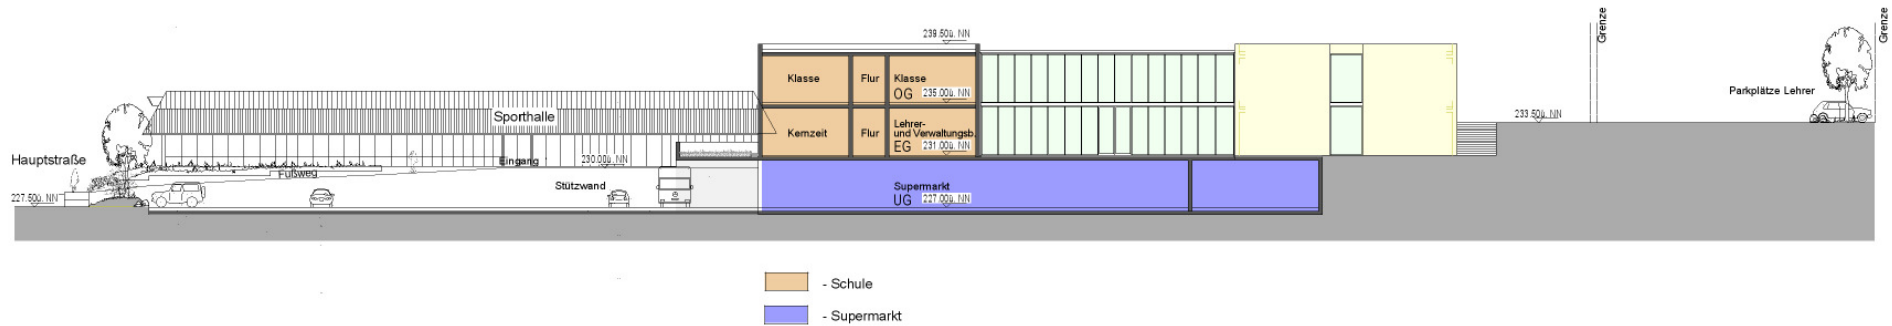 Grenze
Grenze
239.50ü. NN
Klasse
Flur
Klasse
OG 235.00ü. NN
Parkplätze Lehrer
Sporthalle
233.50ü. NN
Kernzeit
Flur
Lehrer-
und Verwaltungsb.
EG 231.00ü. NN
Hauptstraße
Eingang
230.00ü. NN
Fußweg
Stützwand
Supermarkt
UG 227.00ü. NN
227.50ü. NN
- Schule
- Supermarkt